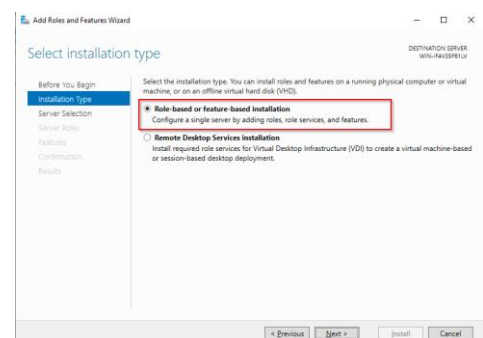 Add Roles and Features Wizard
Select installation type
DESTINATION SERVER
Before You Begin
Installation Type
Server Selection
Server Roles
Features
Confirmation
Results
Select the installation type. You can install roles and features on a running physical computer or virtual
machine, or on an offline virtual hard disk (VHD).
Role-based or feature-based installation
Configure a single server by adding roles, role services, and features.
Remote Desktop Services installation
Install required role services for Virtual Desktop Infrastructure (VDI) to create a virtual machine-based
or session-based desktop deployment.
< Previous
Next >
Install
Cancel